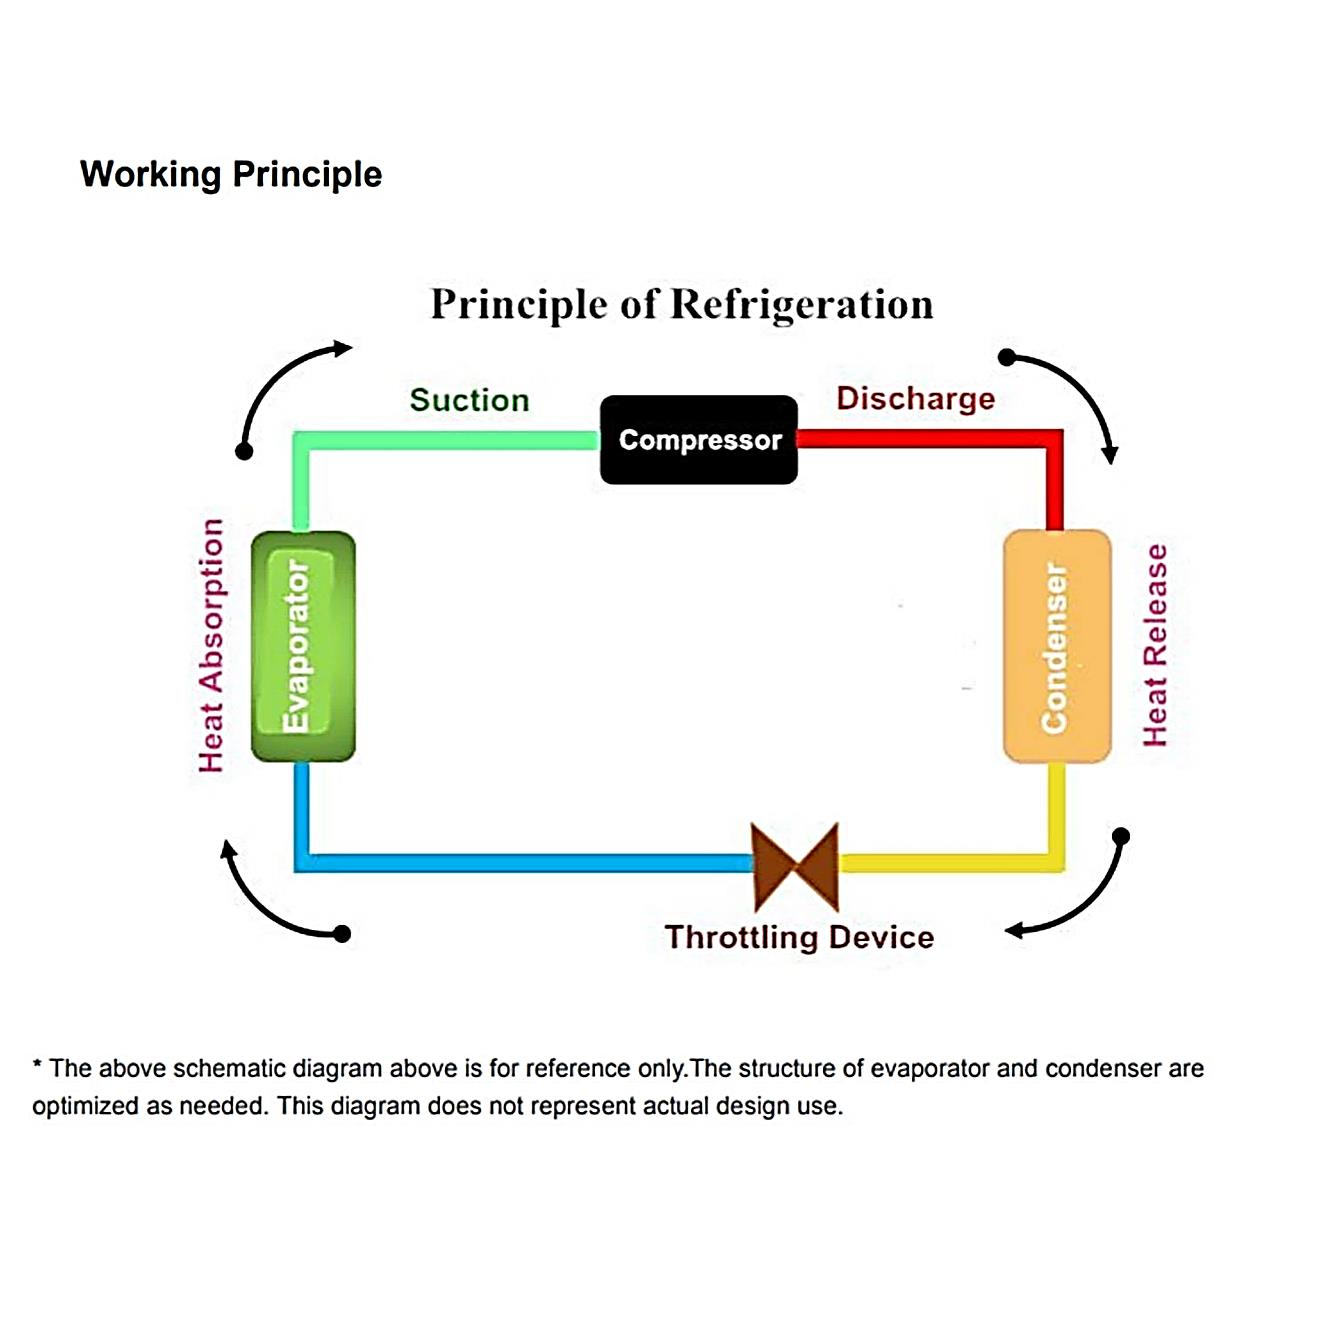 Working Principle
Principle of Refrigeration
Suction
Discharge
Compressor
Heat Absorption
Evaporator
Condenser
Heat Release
Throttling Device
* The above schematic diagram above is for reference only.The structure of evaporator and condenser are
optimized as needed. This diagram does not represent actual design use.